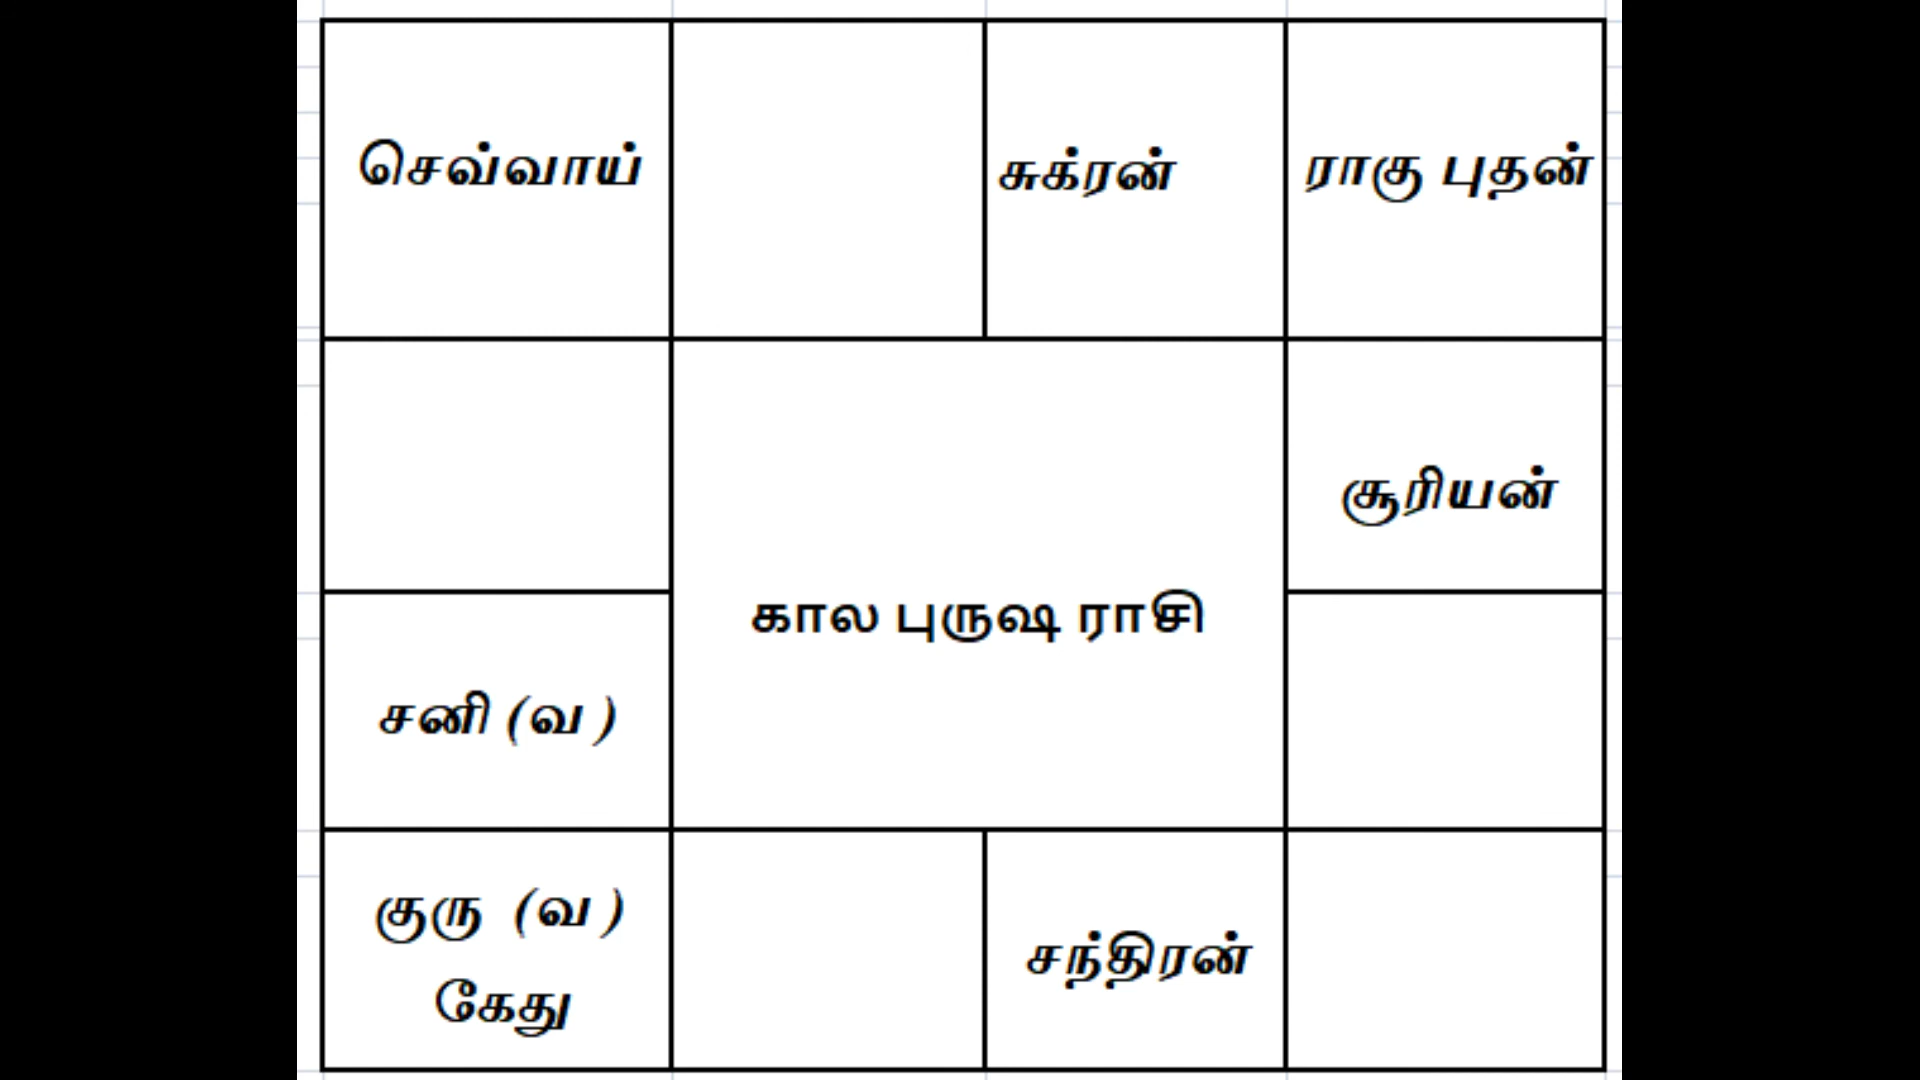 செவ்வாய்
சுக்ரன்
ராகு புதன்
சூரியன்
கால புருஷ ராசி
சனி (வ )
குரு (வ )
கேது
சந்திரன்